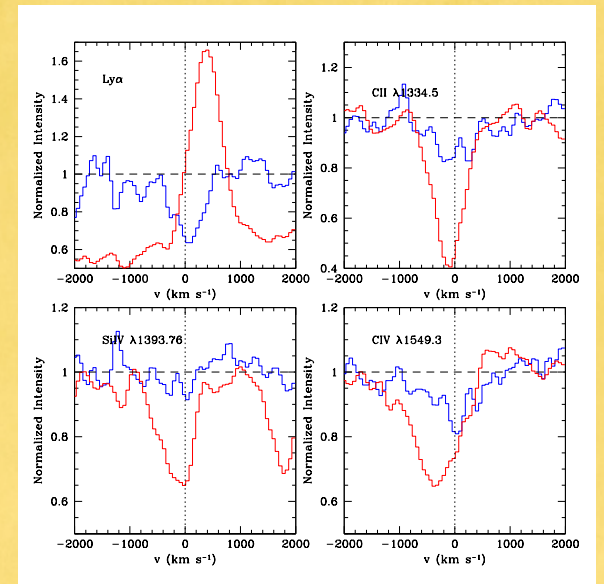 Lyα
1.6
1.4
1.2
1
0.8
0.6
Normalized Intensity
−2000 −1000 0 1000 2000
v (km s⁻¹)
CII λ1334.5
1.2
1
0.8
0.6
0.4
Normalized Intensity
−2000 −1000 0 1000 2000
v (km s⁻¹)
SiIV λ1393.76
1.2
1
0.8
0.6
Normalized Intensity
−2000 −1000 0 1000 2000
v (km s⁻¹)
CIV λ1549.3
1.2
1
0.8
0.6
Normalized Intensity
−2000 −1000 0 1000 2000
v (km s⁻¹)